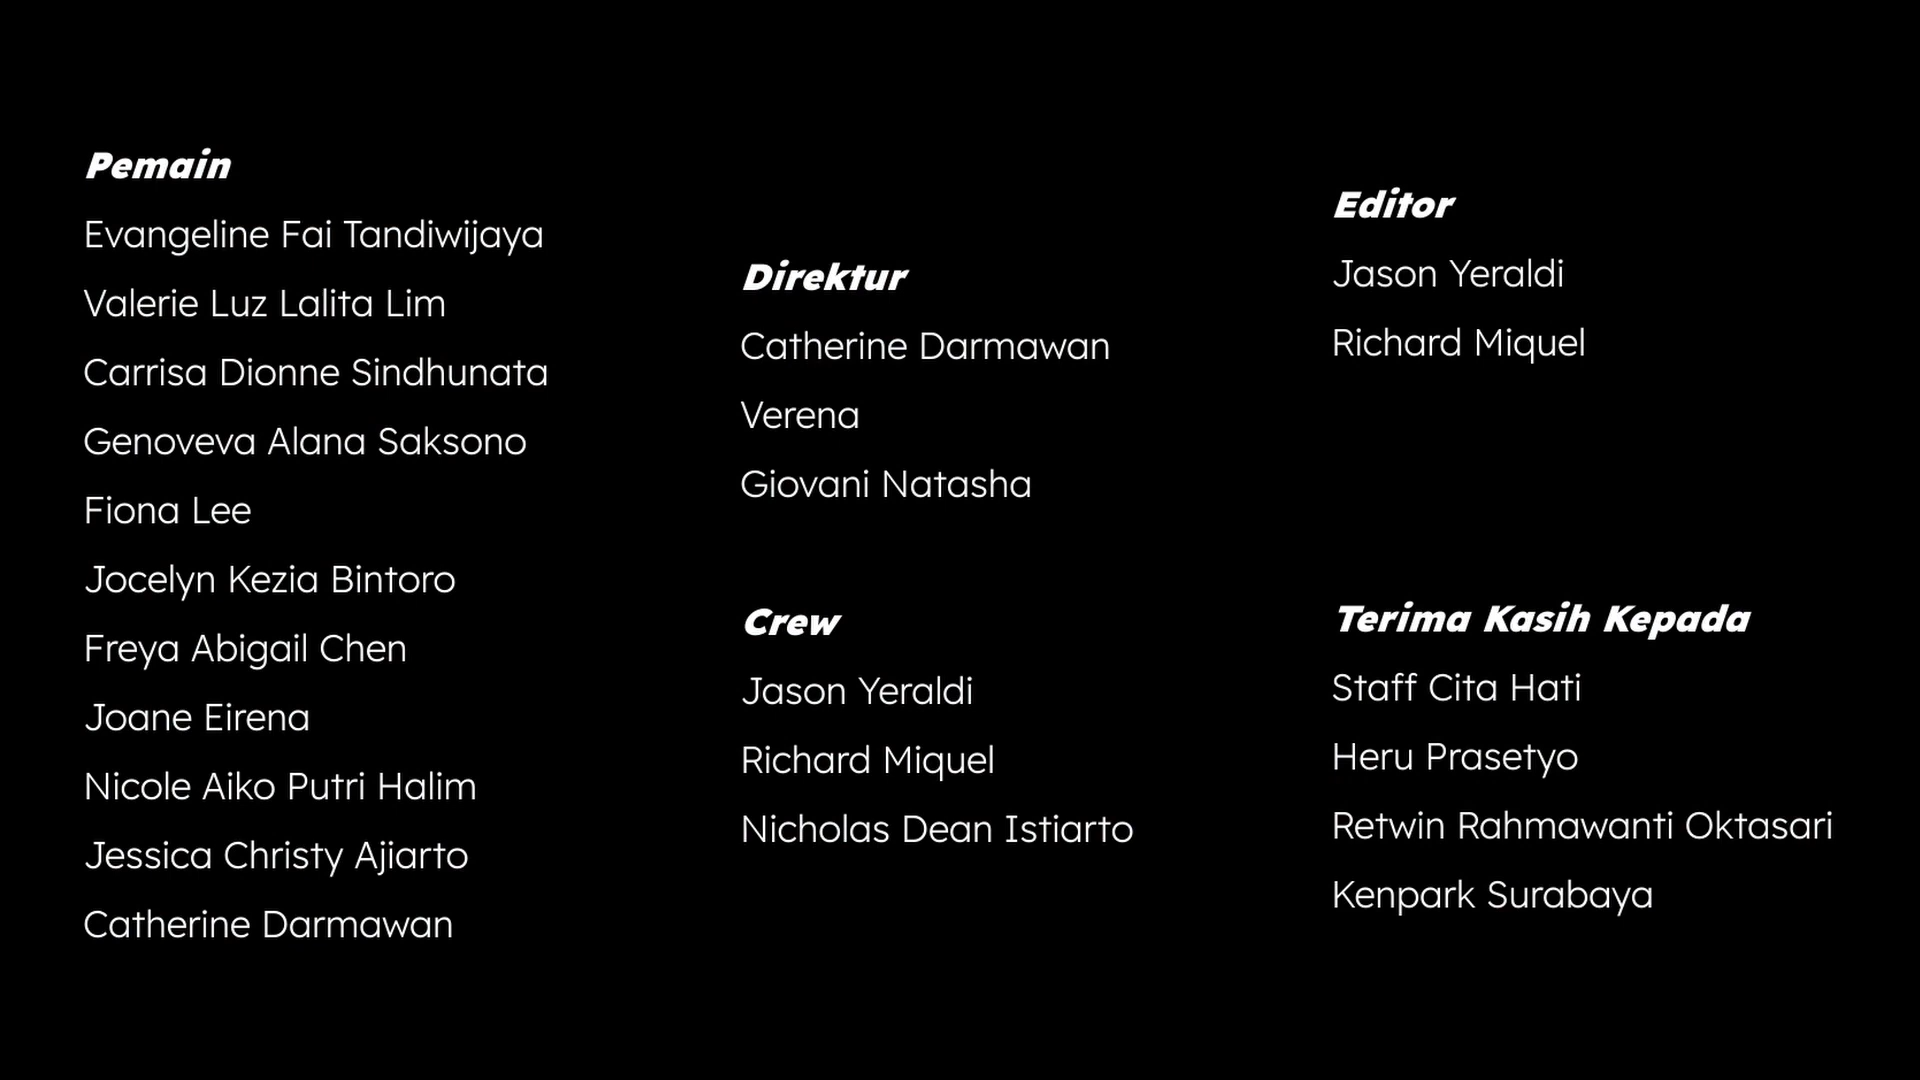 Pemain
Evangeline Fai Tandiwijaya
Valerie Luz Lalita Lim
Carrisa Dionne Sindhunata
Genoveva Alana Saksono
Fiona Lee
Jocelyn Kezia Bintoro
Freya Abigail Chen
Joane Eirena
Nicole Aiko Putri Halim
Jessica Christy Ajiarto
Catherine Darmawan
Direktur
Catherine Darmawan
Verena
Giovani Natasha
Crew
Jason Yeraldi
Richard Miquel
Nicholas Dean Istiarto
Editor
Jason Yeraldi
Richard Miquel
Terima Kasih Kepada
Staff Cita Hati
Heru Prasetyo
Retwin Rahmawanti Oktasari
Kenpark Surabaya